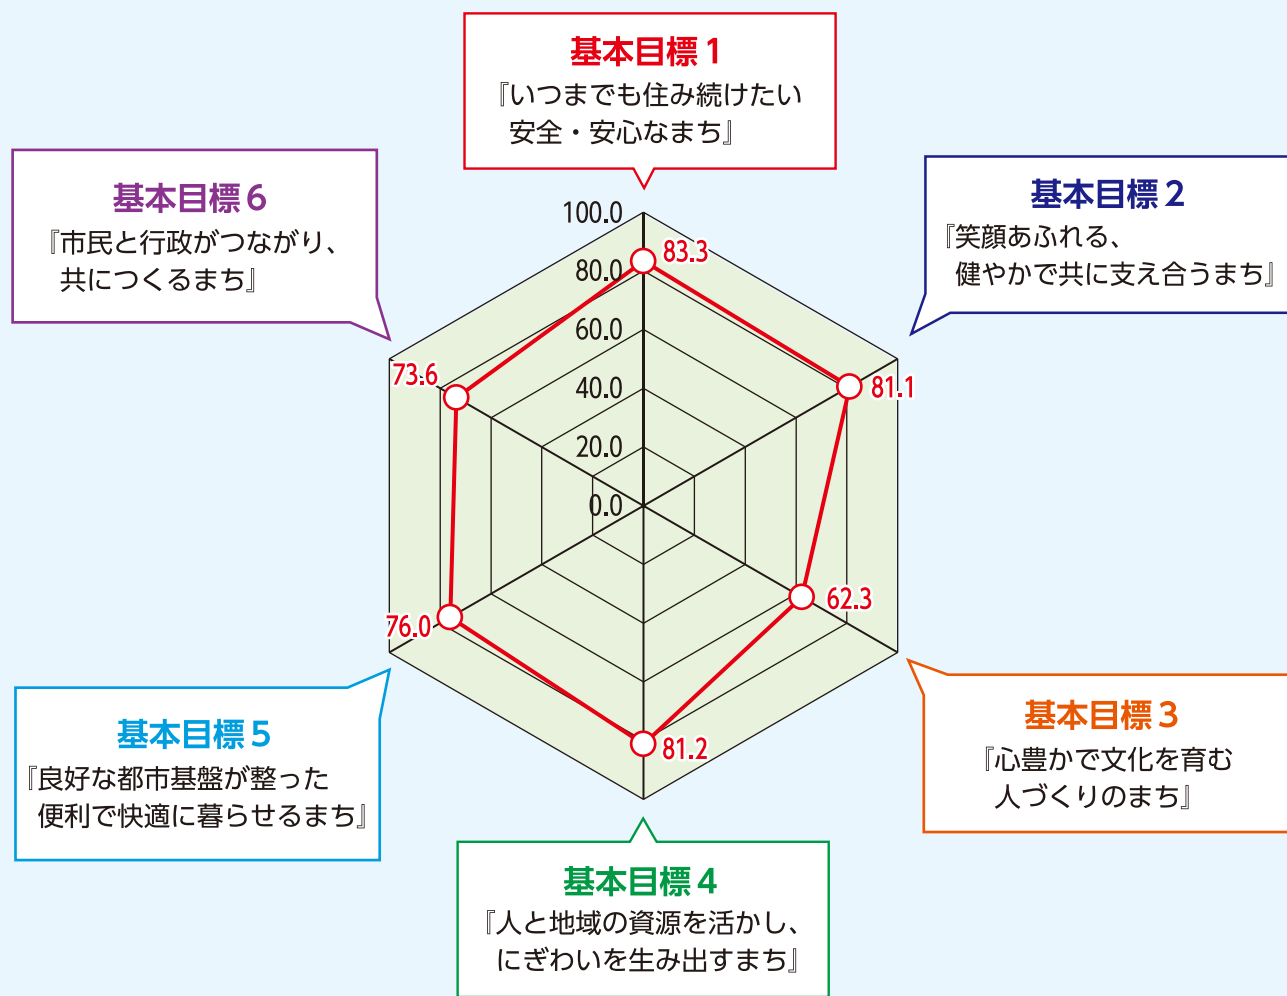 基本目標1
『いつまでも住み続けたい
安全・安心なまち』
基本目標6
『市民と行政がつながり、
共につくるまち』
基本目標2
『笑顔あふれる、
健やかで共に支え合うまち』
100.0
80.0
60.0
40.0
20.0
0.0
83.3
81.1
62.3
81.2
76.0
73.6
基本目標5
『良好な都市基盤が整った
便利で快適に暮らせるまち』
基本目標3
『心豊かで文化を育む
人づくりのまち』
基本目標4
『人と地域の資源を活かし、
にぎわいを生み出すまち』